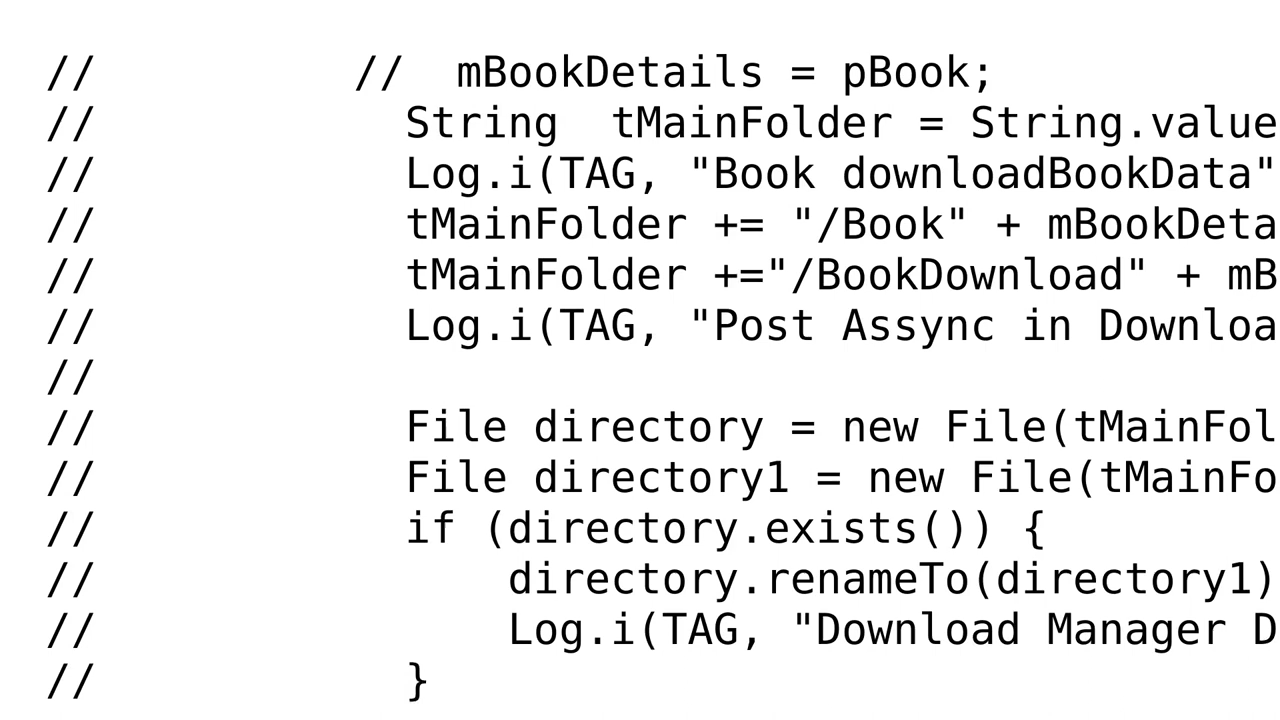 //          //  mBookDetails = pBook;
//            String  tMainFolder = String.value
//            Log.i(TAG, "Book downloadBookData"
//            tMainFolder += "/Book" + mBookDeta
//            tMainFolder +="/BookDownload" + mB
//            Log.i(TAG, "Post Assync in Downloa
//
//            File directory = new File(tMainFol
//            File directory1 = new File(tMainFo
//            if (directory.exists()) {
//                directory.renameTo(directory1)
//                Log.i(TAG, "Download Manager D
//            }